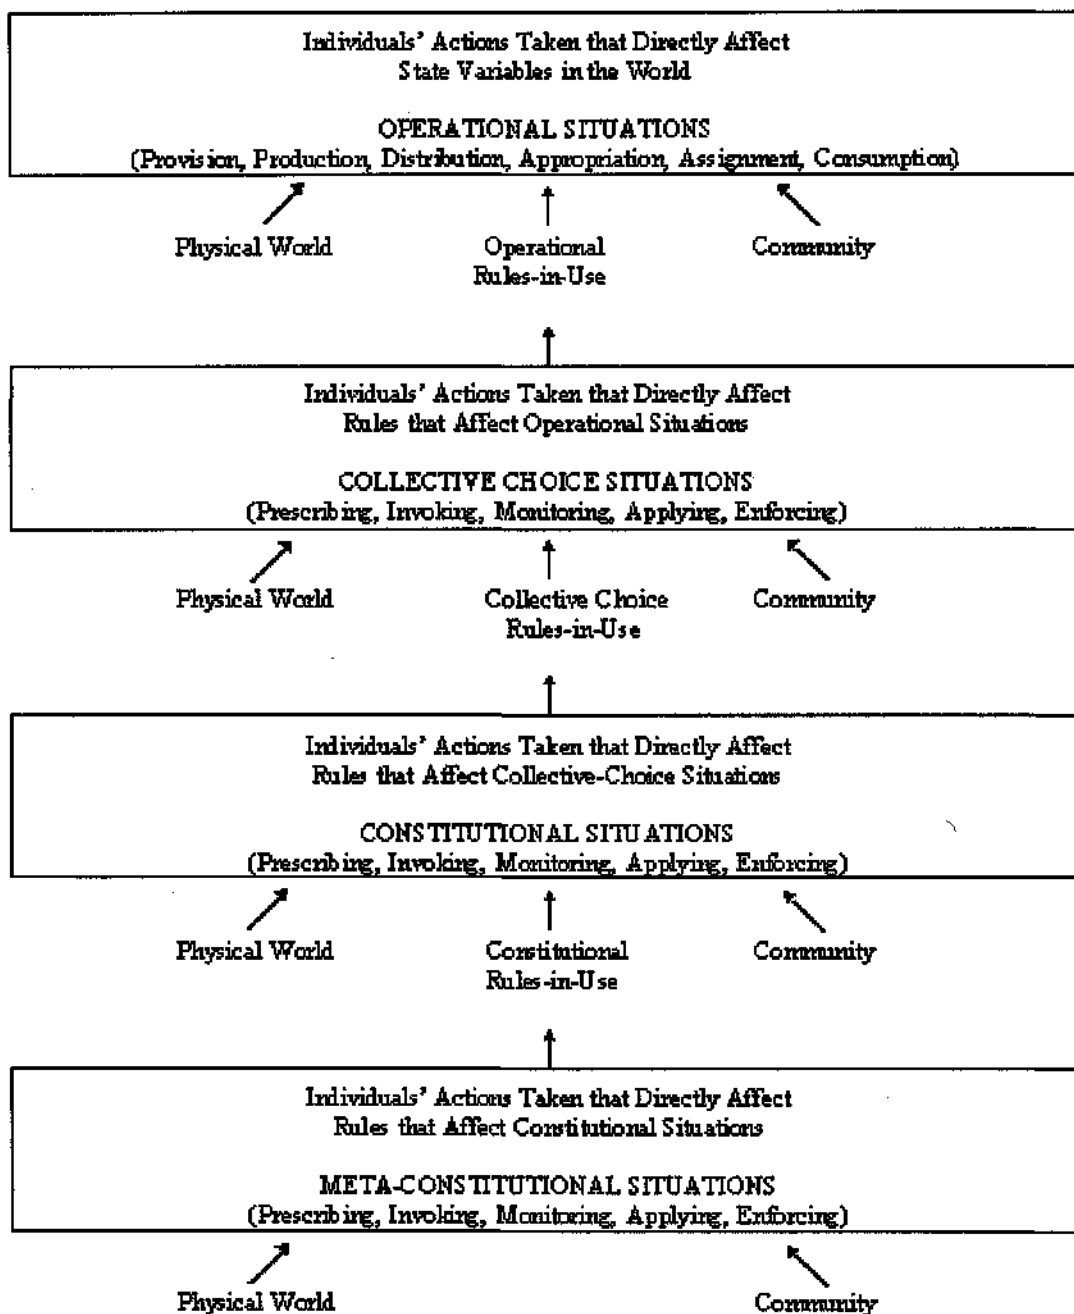 Individuals' Actions Taken that Directly Affect
State Variables in the World
OPERATIONAL SITUATIONS
(Provision, Production, Distribution, Appropriation, Assignment, Consumption)
Physical World
Operational
Rules-in-Use
Community
Individuals' Actions Taken that Directly Affect
Rules that Affect Operational Situations
COLLECTIVE CHOICE SITUATIONS
(Prescribing, Invoking, Monitoring, Applying, Enforcing)
Physical World
Collective Choice
Rules-in-Use
Community
Individuals' Actions Taken that Directly Affect
Rules that Affect Collective-Choice Situations
CONSTITUTIONAL SITUATIONS
(Prescribing, Invoking, Monitoring, Applying, Enforcing)
Physical World
Constitutional
Rules-in-Use
Community
Individuals' Actions Taken that Directly Affect
Rules that Affect Constitutional Situations
META-CONSTITUTIONAL SITUATIONS
(Prescribing, Invoking, Monitoring, Applying, Enforcing)
Physical World
Community